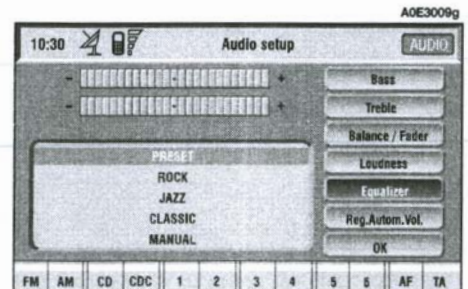 A0E3009g
10:30 Audio setup AUDIO
- - +
- - +
Bass
Treble
Balance / Fader
Loudness
Equalizer
Reg.Autom.Vol.
OK
PRESET
ROCK
JAZZ
CLASSIC
MANUAL
FM AM CD CDC 1 2 3 4 5 6 AF TA